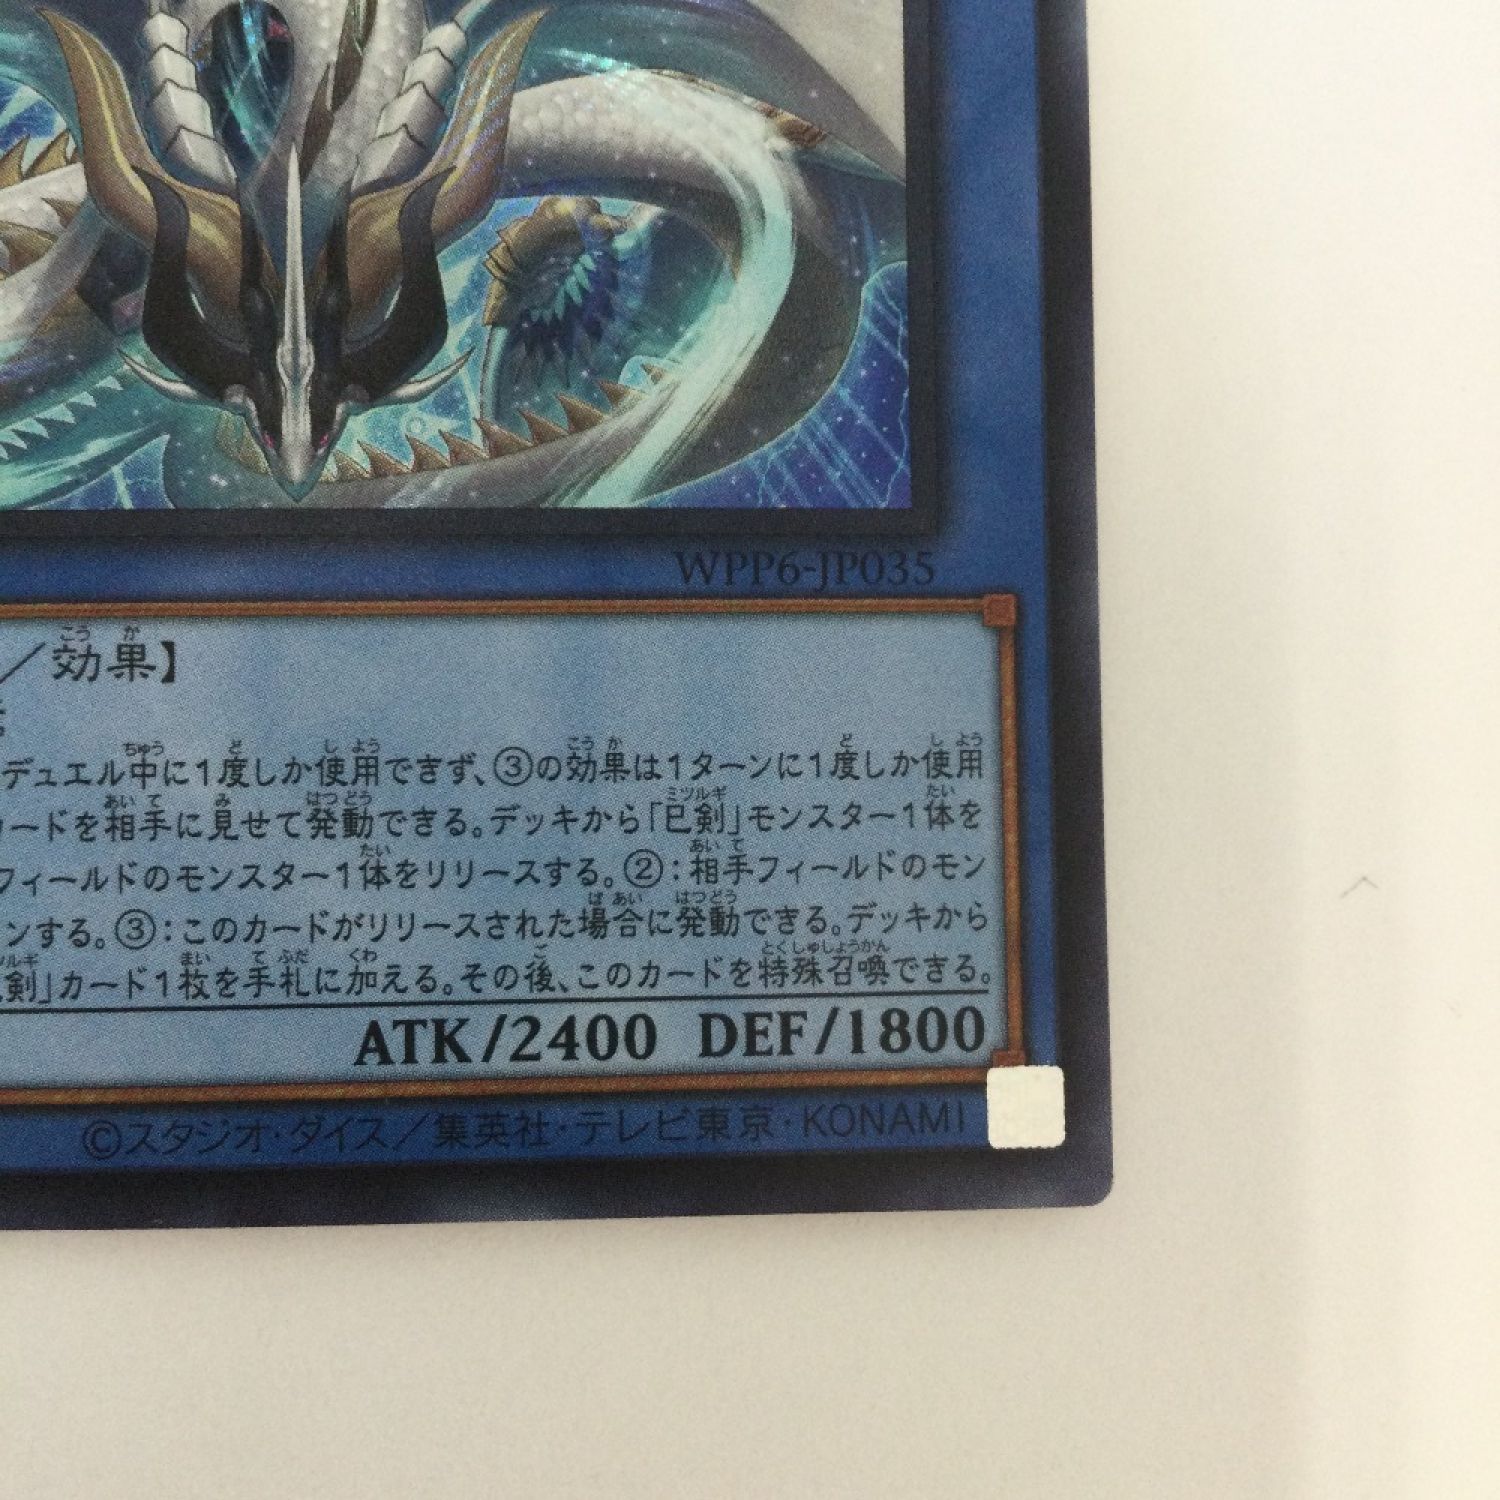 WPP6-JP035
／効果】
デュエル中に1度しか使用できず、③の効果は1ターンに1度しか使用
カードを相手に見せて発動できる。デッキから「巳剣」モンスター1体を
フィールドのモンスター1体をリリースする。②：相手フィールドのモン
ンする。③：このカードがリリースされた場合に発動できる。デッキから
巳剣」カード1枚を手札に加える。その後、このカードを特殊召喚できる。
ATK/2400 DEF/1800
©スタジオ・ダイス／集英社・テレビ東京・KONAMI